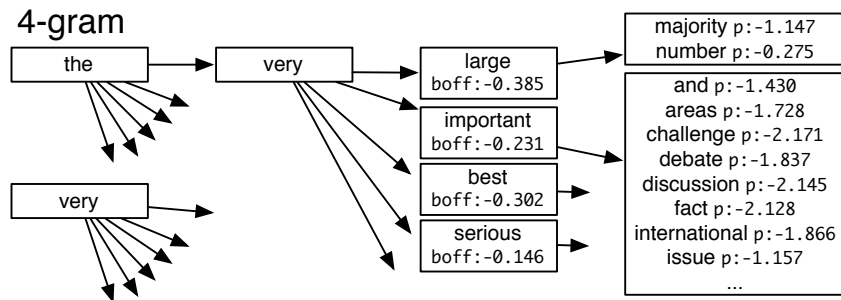 4-gram
the
very
very
large
boff:-0.385
important
boff:-0.231
best
boff:-0.302
serious
boff:-0.146
majority p:-1.147
number p:-0.275
and p:-1.430
areas p:-1.728
challenge p:-2.171
debate p:-1.837
discussion p:-2.145
fact p:-2.128
international p:-1.866
issue p:-1.157
...